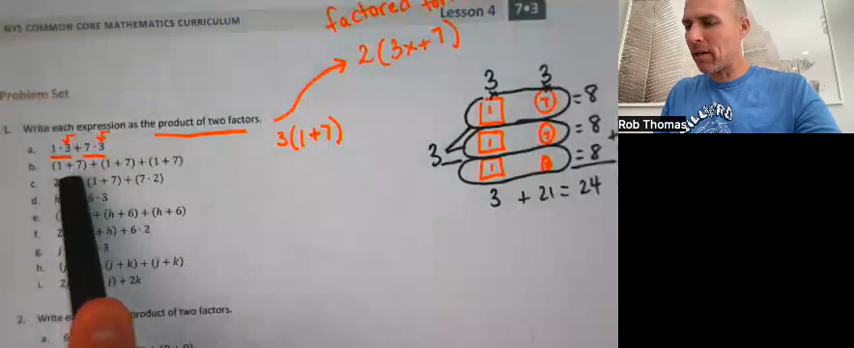 NYS COMMON CORE MATHEMATICS CURRICULUM
factored
Lesson 4
7•3
2(3x+7)
Problem Set
1. Write each expression as the product of two factors.
3(1+7)
a. 1 · 3 + 7 · 3
b. (1 + 7) + (1 + 7) + (1 + 7)
c. (1 + 7) + (7 · 2)
d. 6 · 3
e. + (h + 6) + (h + 6)
f. + h) + 6 · 2
g. 3
h. (j + k) + (j + k)
i. + 2k
2. product of two factors.
a.
3 3
1 7 = 8
1 7 = 8
3
1 = 8
3 + 21 = 24
Rob Thomas